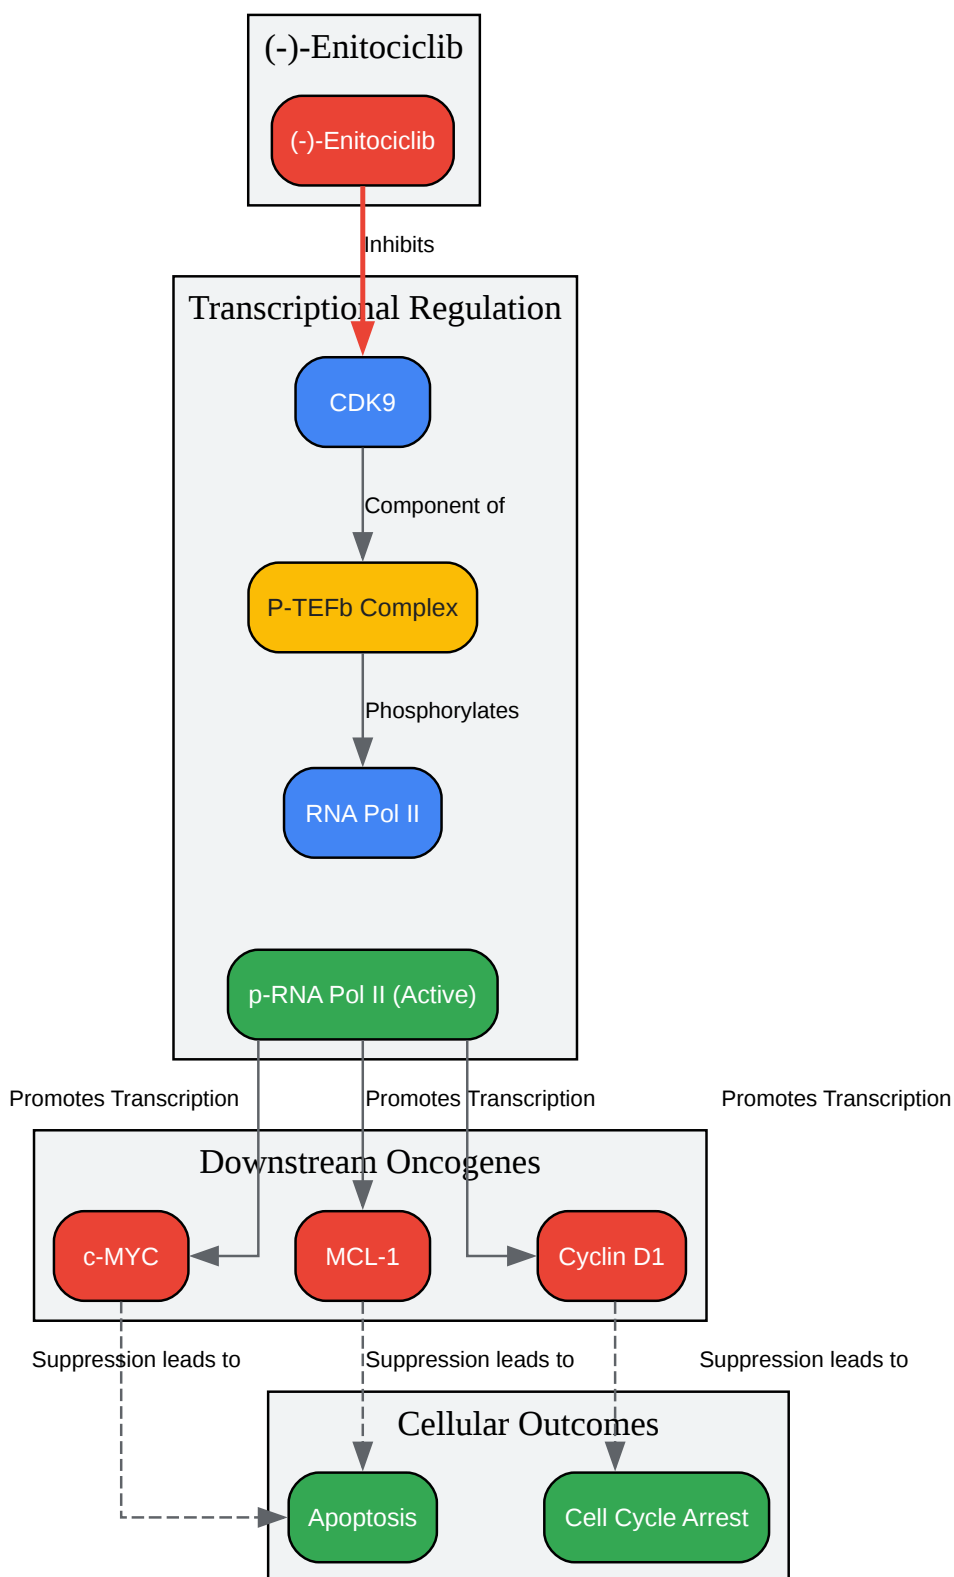 (-)-Enitociclib
(-)-Enitociclib
Inhibits
Transcriptional Regulation
CDK9
Component of
P-TEFb Complex
Phosphorylates
RNA Pol II
p-RNA Pol II (Active)
Promotes Transcription
Promotes Transcription
Promotes Transcription
Downstream Oncogenes
c-MYC
MCL-1
Cyclin D1
Suppression leads to
Suppression leads to
Suppression leads to
Cellular Outcomes
Apoptosis
Cell Cycle Arrest